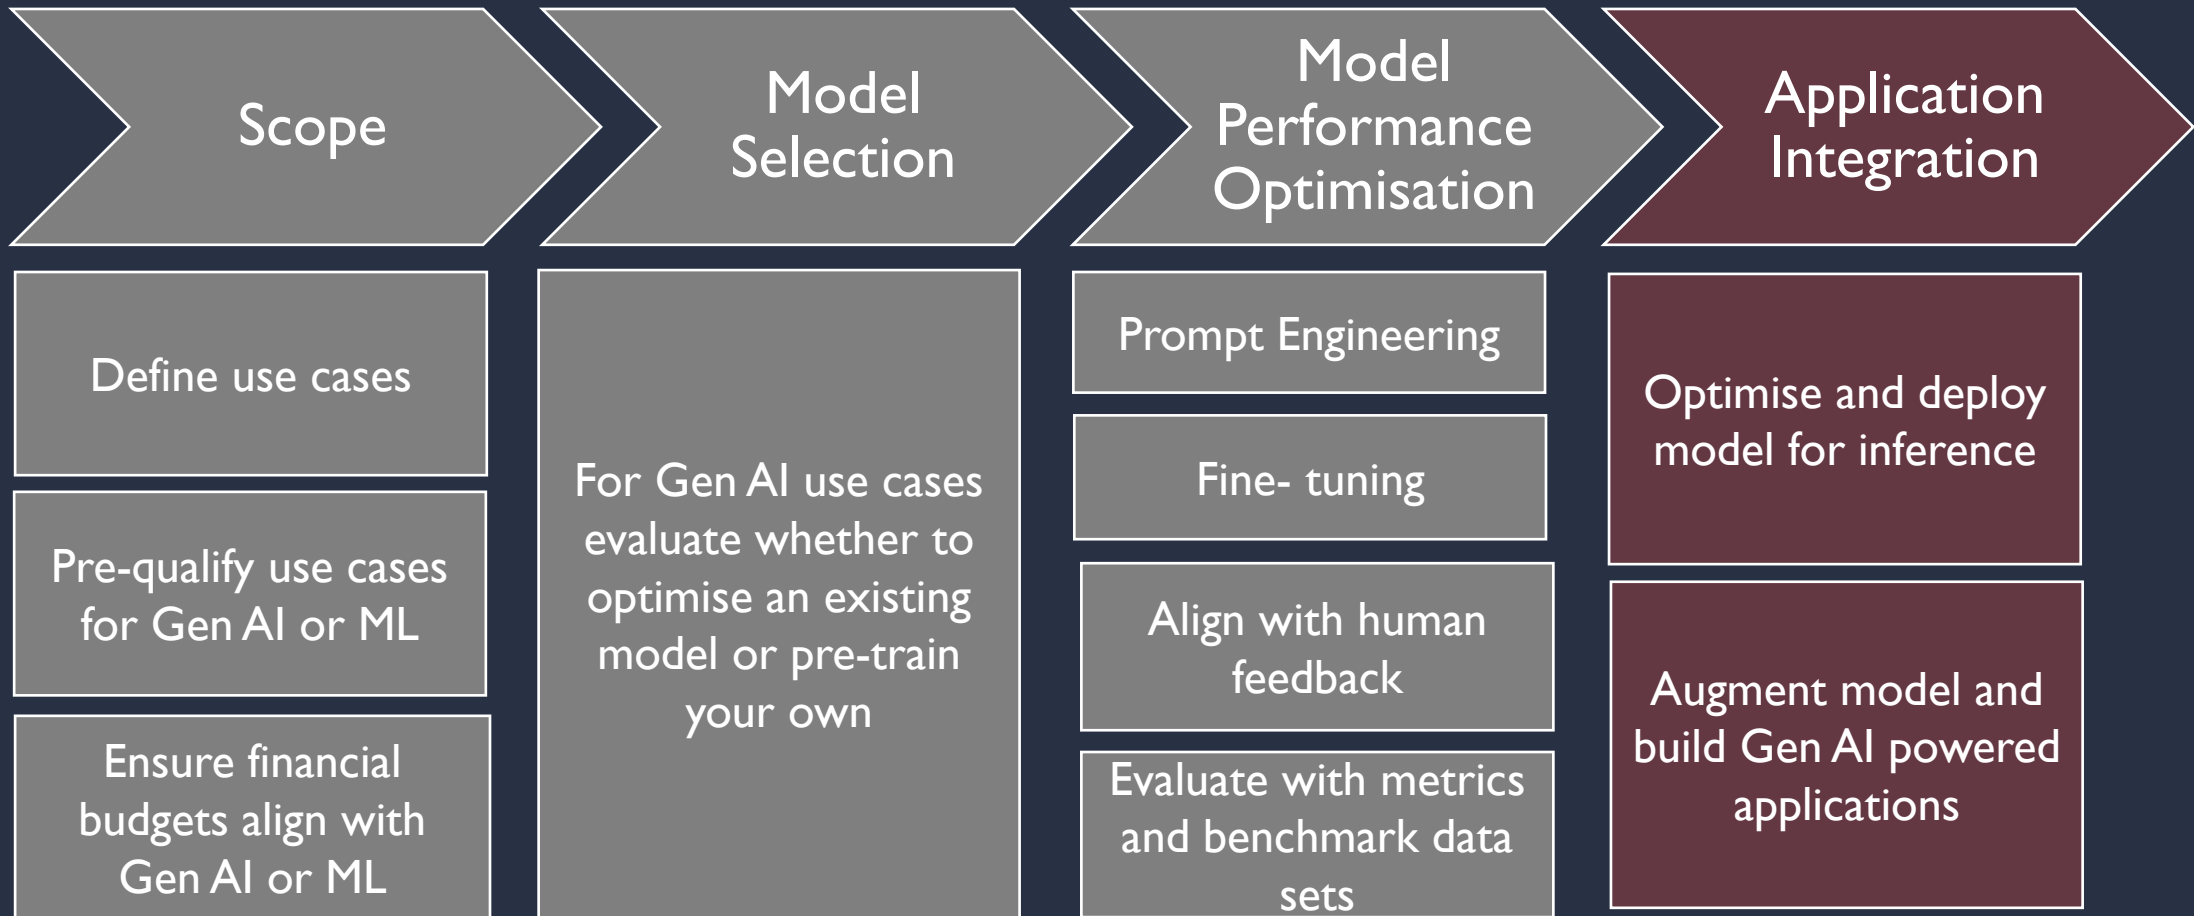 Scope
Model
Selection
Model
Performance
Optimisation
Application
Integration
Define use cases
Pre-qualify use cases
for Gen AI or ML
Ensure financial
budgets align with
Gen AI or ML
For Gen AI use cases
evaluate whether to
optimise an existing
model or pre-train
your own
Prompt Engineering
Fine- tuning
Align with human
feedback
Evaluate with metrics
and benchmark data
sets
Optimise and deploy
model for inference
Augment model and
build Gen AI powered
applications